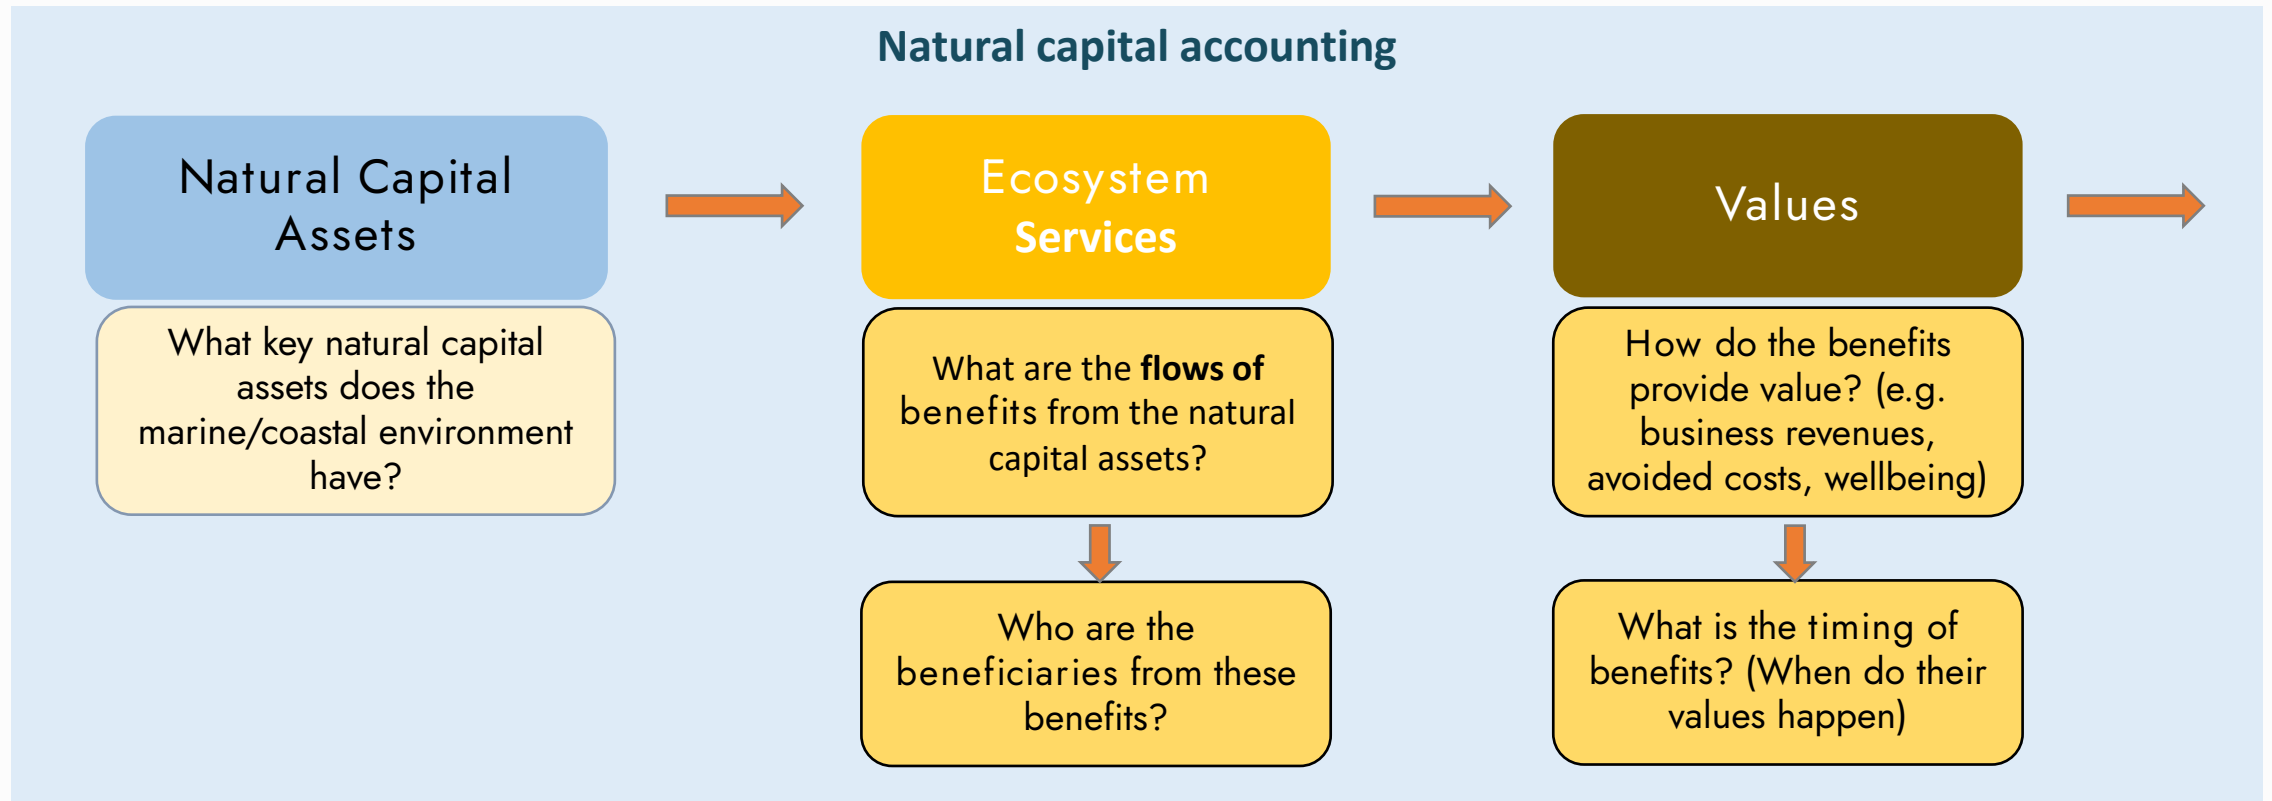 Natural capital accounting
Natural Capital
Assets
What key natural capital
assets does the
marine/coastal environment
have?
Ecosystem
Services
What are the flows of
benefits from the natural
capital assets?
Who are the
beneficiaries from these
benefits?
Values
How do the benefits
provide value? (e.g.
business revenues,
avoided costs, wellbeing)
What is the timing of
benefits? (When do their
values happen)